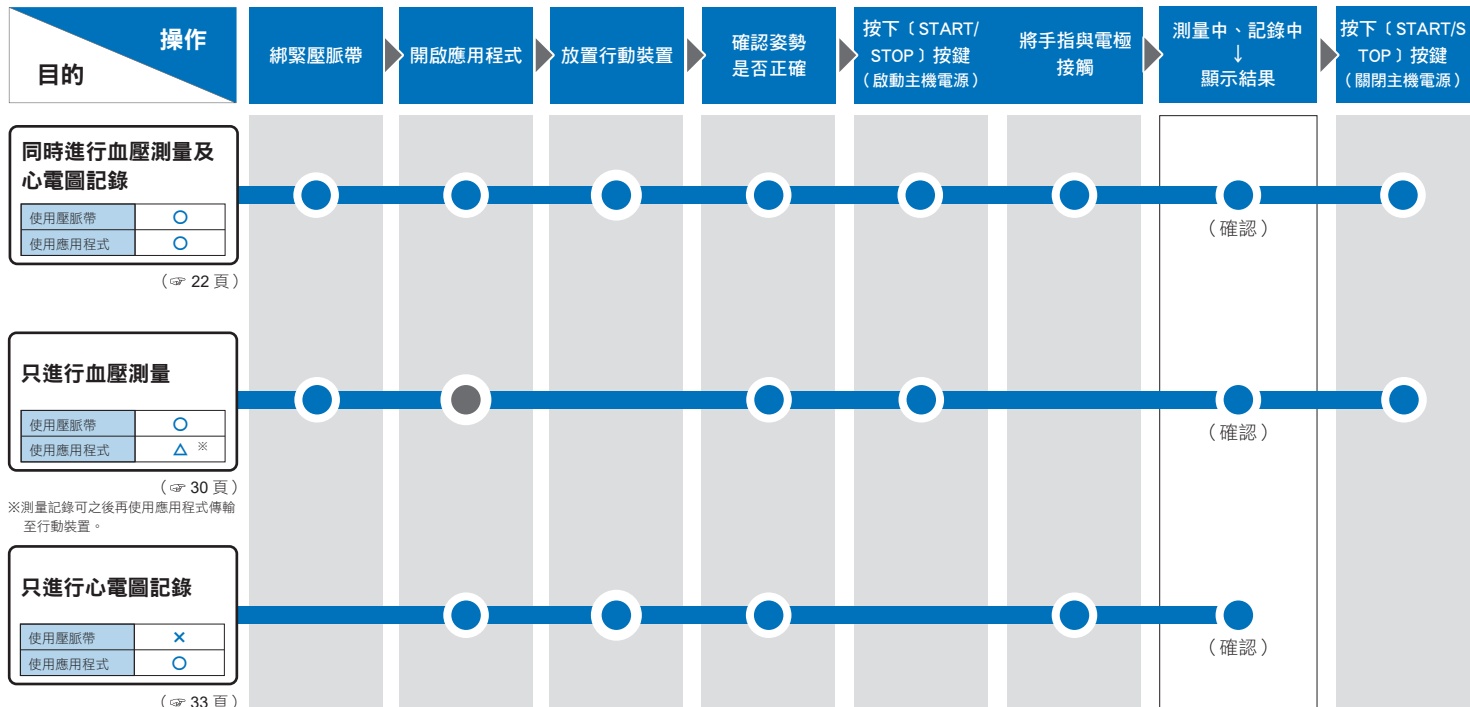 操作
目的
綁緊壓脈帶
開啟應用程式
放置行動裝置
確認姿勢
是否正確
按下〔START/
STOP〕按鍵
（啟動主機電源）
將手指與電極
接觸
測量中、記錄中
↓
顯示結果
按下〔START/S
TOP〕按鍵
（關閉主機電源）
同時進行血壓測量及
心電圖記錄
使用壓脈帶 ○
使用應用程式 ○
（☞ 22 頁）
（確認）
只進行血壓測量
使用壓脈帶 ○
使用應用程式 △ ※
（☞ 30 頁）
※測量記錄可之後再使用應用程式傳輸
至行動裝置。
（確認）
只進行心電圖記錄
使用壓脈帶 ×
使用應用程式 ○
（☞ 33 頁）
（確認）